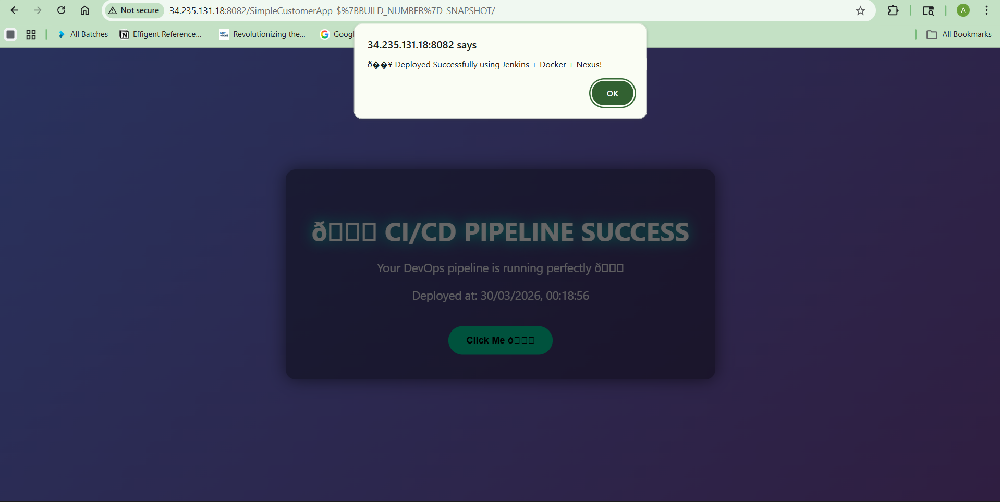 Not secure
34.235.131.18:8082/SimpleCustomerApp-$%7BBUILD_NUMBER%7D-SNAPSHOT/
A
All Batches
Effigent Reference...
Revolutionizing the...
Googl
All Bookmarks
34.235.131.18:8082 says
ð��¥ Deployed Successfully using Jenkins + Docker + Nexus!
OK
ð□□□ CI/CD PIPELINE SUCCESS
Your DevOps pipeline is running perfectly ð□□□
Deployed at: 30/03/2026, 00:18:56
Click Me ð□□□